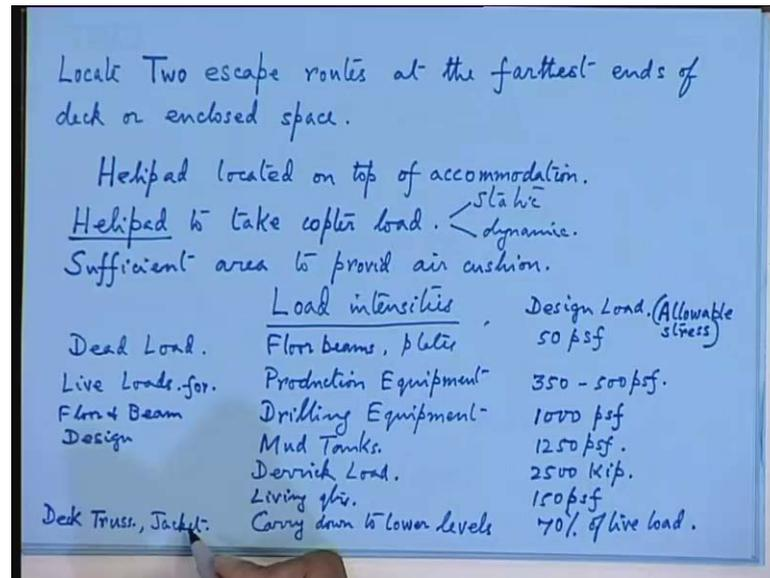 Locate Two escape routes at the farthest ends of
deck or enclosed space.
Helipad located on top of accommodation.
Helipad to take copter load. static
dynamic.
Sufficient area to provid air cushion.
Load intensities , Design Load. (Allowable stress)
Dead Load. Floor beams, plate 50 psf
Live Loads. for. Production Equipment 350 - 500 psf.
Floor & Beam Drilling Equipment 1000 psf
Design Mud Tanks. 1250 psf.
Derrick Load. 2500 Kip.
Living qtrs. 150 psf
Deck Truss., Jacket. Carry down to lower levels 70% of live load.